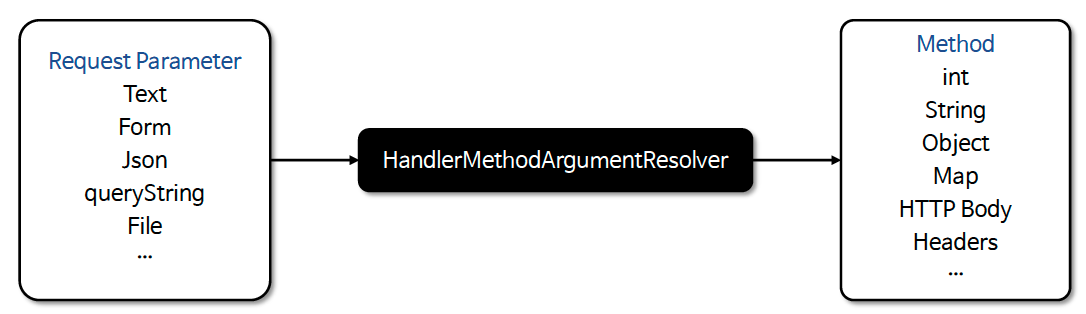 Request Parameter
Text
Form
Json
queryString
File
...
HandlerMethodArgumentResolver
Method
int
String
Object
Map
HTTP Body
Headers
...